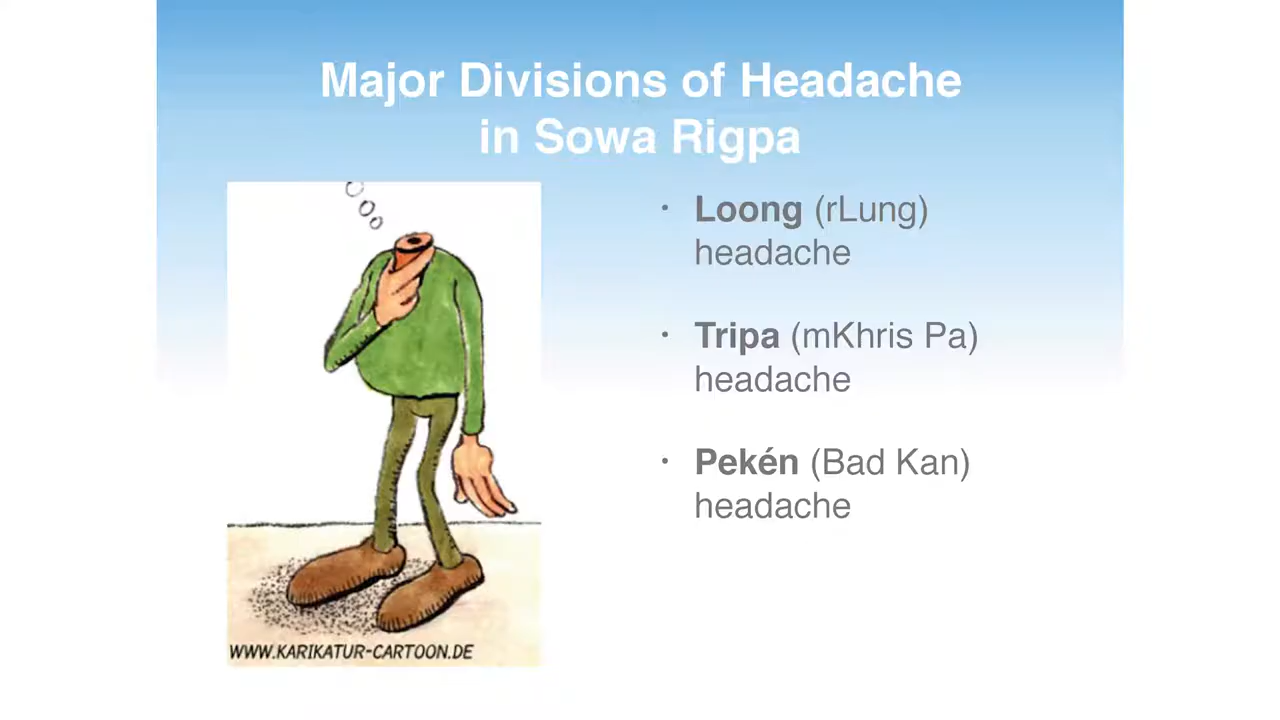 Major Divisions of Headache
in Sowa Rigpa
• Loong (rLung)
headache
• Tripa (mKhris Pa)
headache
• Pekén (Bad Kan)
headache
WWW.KARIKATUR-CARTOON.DE